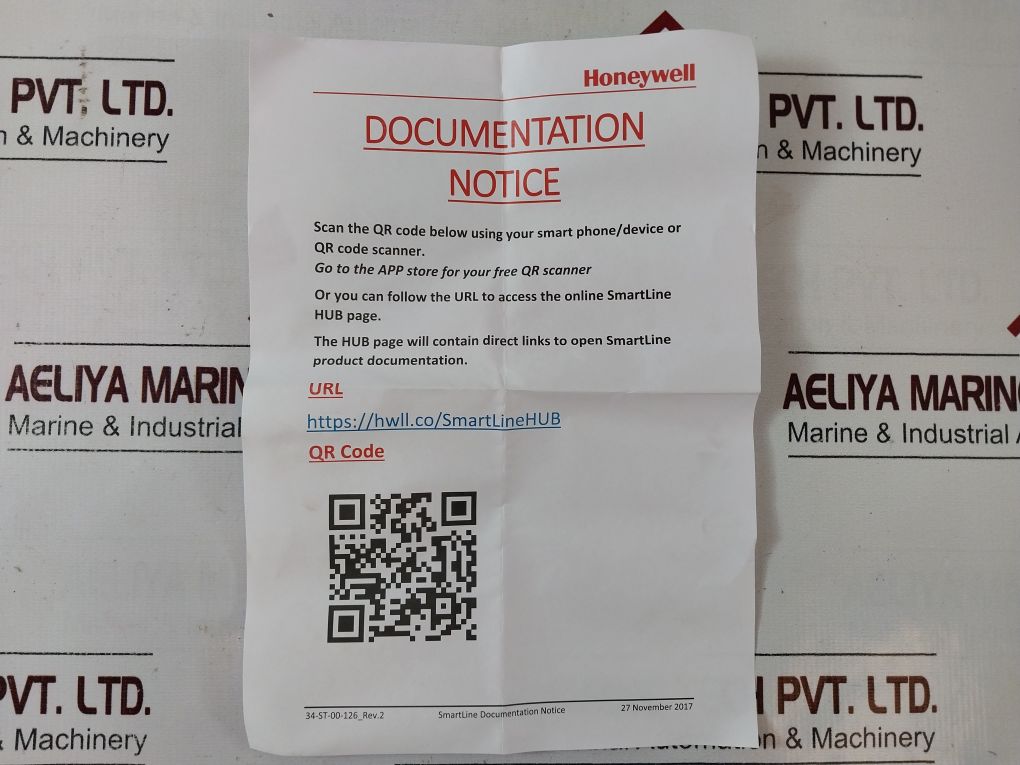 Honeywell
DOCUMENTATION
NOTICE
Scan the QR code below using your smart phone/device or
QR code scanner.
Go to the APP store for your free QR scanner
Or you can follow the URL to access the online SmartLine
HUB page.
The HUB page will contain direct links to open SmartLine
product documentation.
URL
https://hwll.co/SmartLineHUB
QR Code
34-ST-00-126_Rev.2 SmartLine Documentation Notice 27 November 2017
PVT. LTD.
& Machinery
PVT. LTD.
& Machinery
AELIYA MARIN
Marine & Industrial
AELIYA MARIN
Marine & Industrial
PVT. LTD.
& Machinery
PVT. LTD.
& Machinery